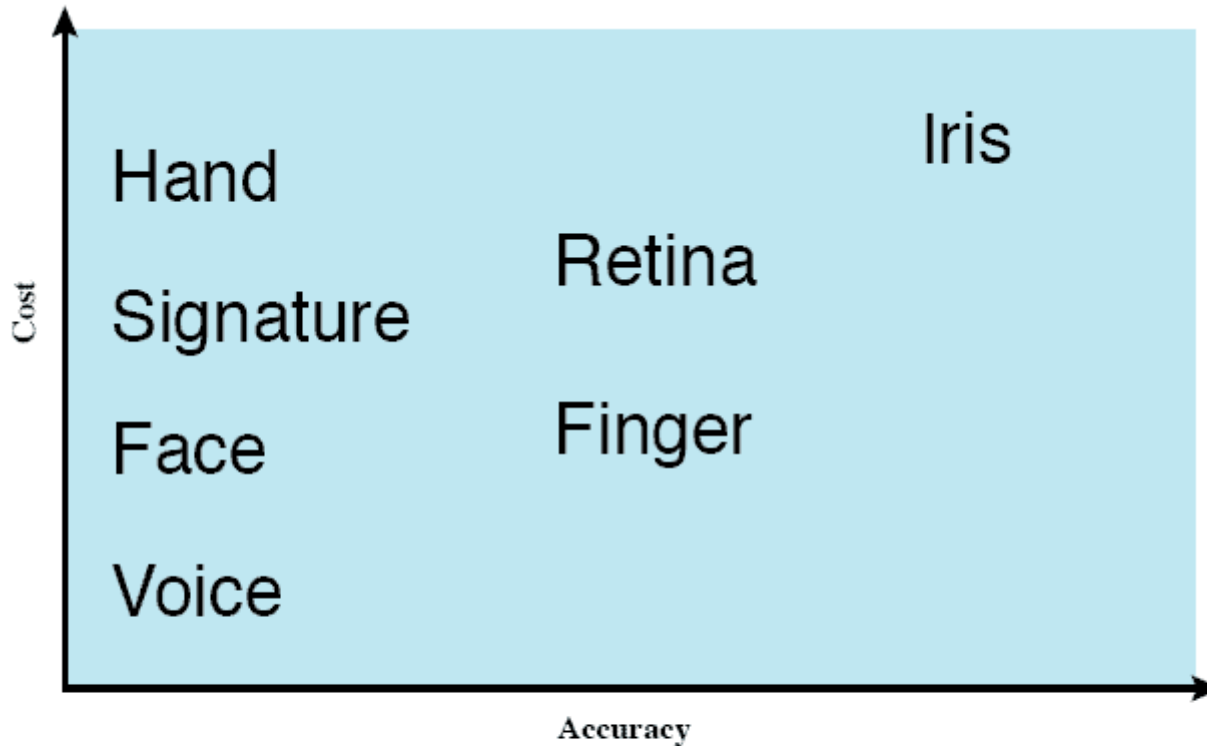 Iris
Hand
Retina
Signature
Cost
Finger
Face
Voice
Accuracy